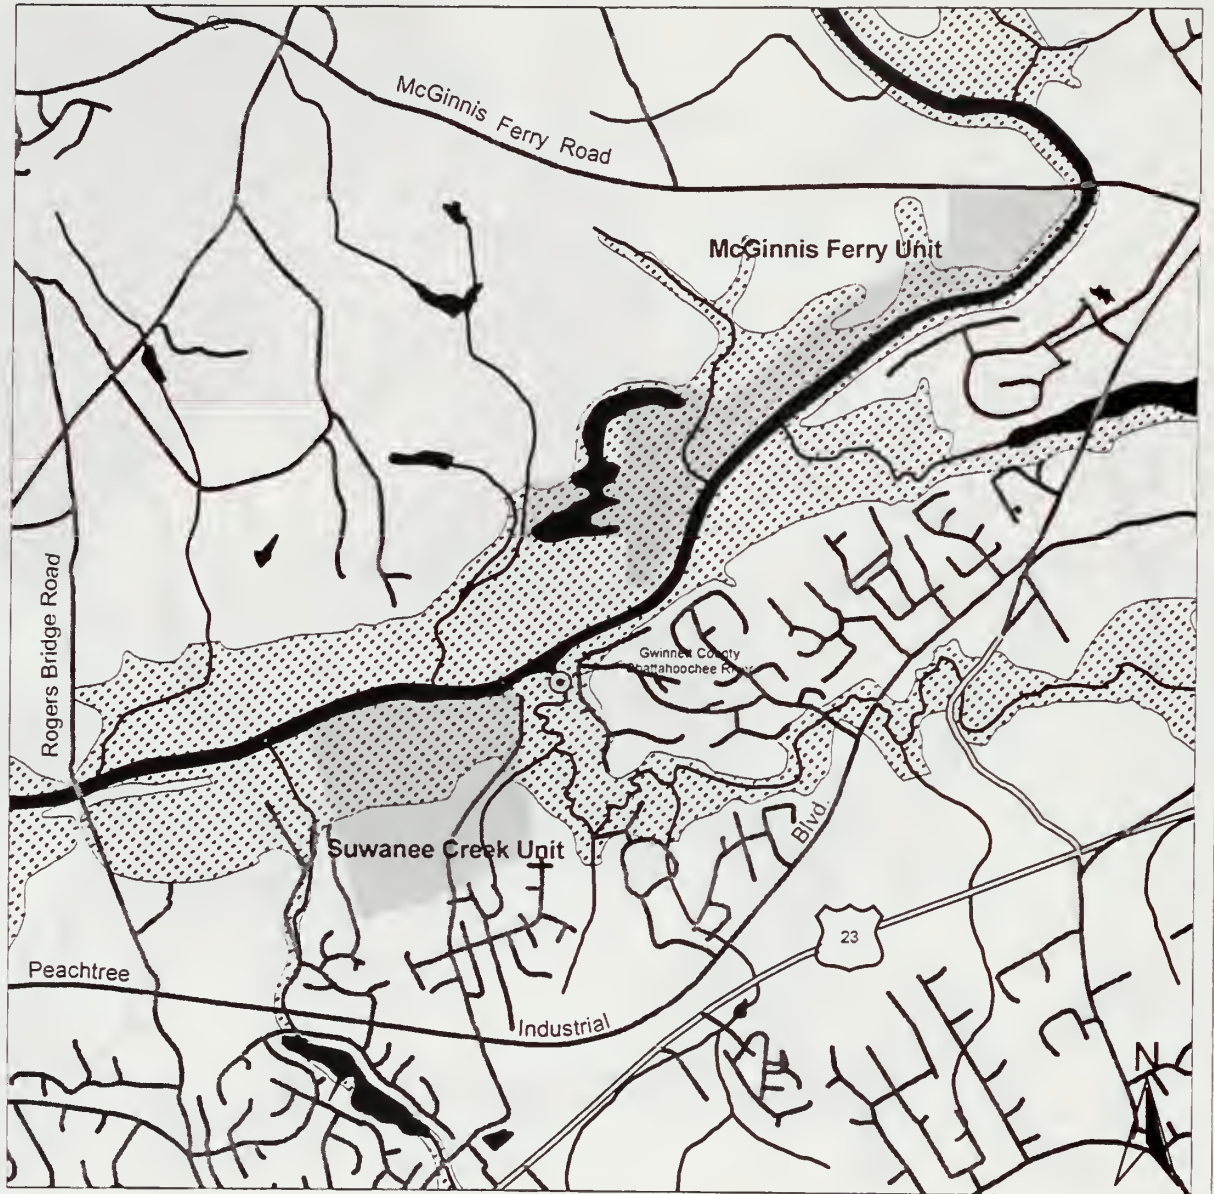 McGinnis Ferry Road
McGinnis Ferry Unit
Rogers Bridge Road
Gwinnett County
Chattahoochee River
Suwanee Creek Unit
Blvd
23
Peachtree
Industrial
N